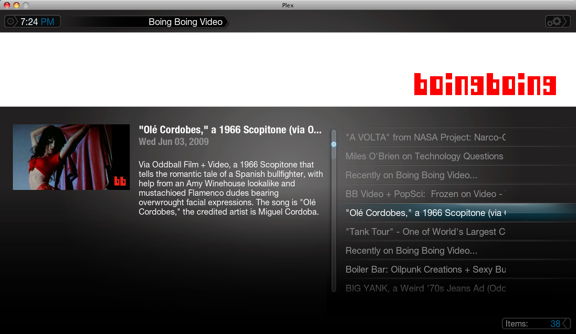 Plex
7:24 PM
Boing Boing Video
boingboing
"Olé Cordobes," a 1966 Scopitone (via O...
Wed Jun 03, 2009
Via Oddball Film + Video, a 1966 Scopitone that
tells the romantic tale of a Spanish bullfighter, with
help from an Amy Winehouse lookalike and
mustachioed Flamenco dudes bearing
overwrought facial expressions. The song is "Olé
Cordobes," the credited artist is Miguel Cordoba.
bb
"A VOLTA" from NASA Project: Narco-C
Miles O'Brien on Technology Questions
Recently on Boing Boing Video...
BB Video + PopSci: Frozen on Video -
"Olé Cordobes," a 1966 Scopitone (via (
"Tank Tour" - One of World's Largest C
Recently on Boing Boing Video...
Boiler Bar: Oilpunk Creations + Sexy Bu
BIG YANK, a Weird '70s Jeans Ad (Odd
Items: 38